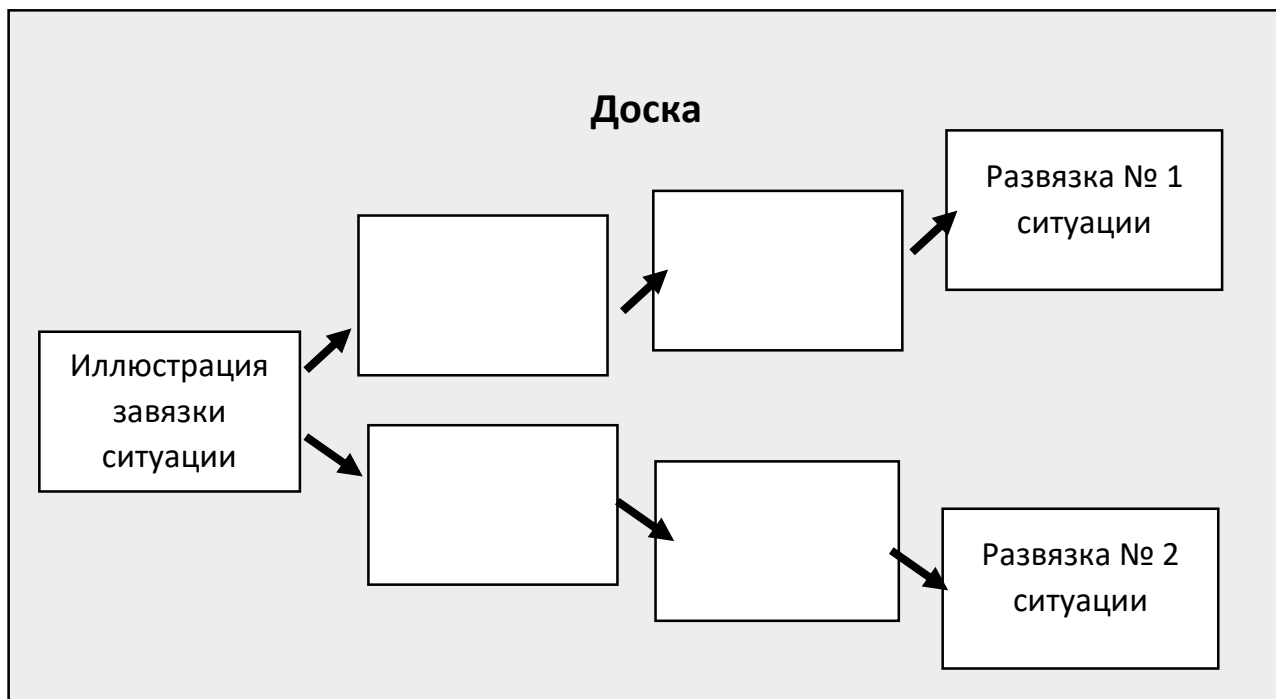 Доска
Развязка № 1
ситуации
Иллюстрация
завязки
ситуации
Развязка № 2
ситуации